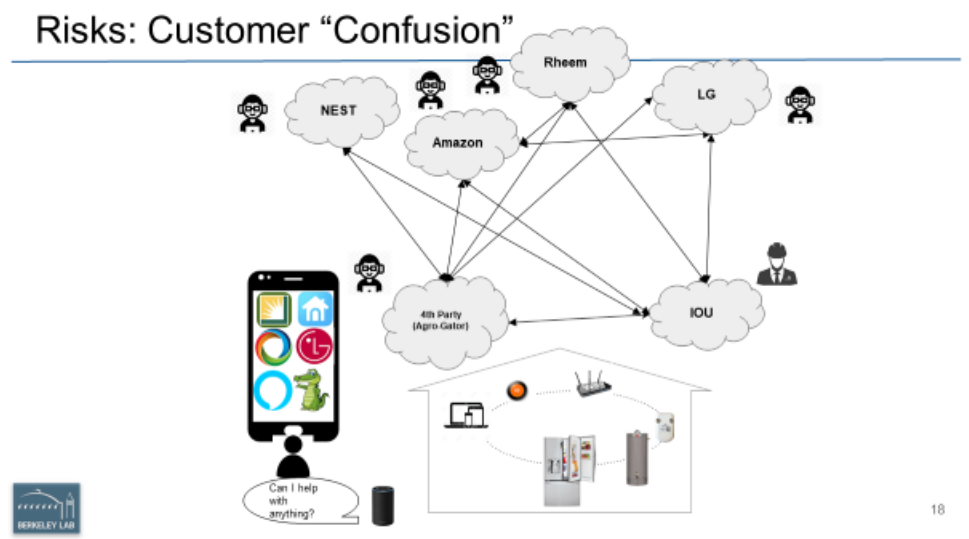 Risks: Customer “Confusion”
Rheem
LG
NEST
Amazon
4th Party
(Agro-Gator)
IOU
Can I help
with
anything?
BERKELEY LAB
18